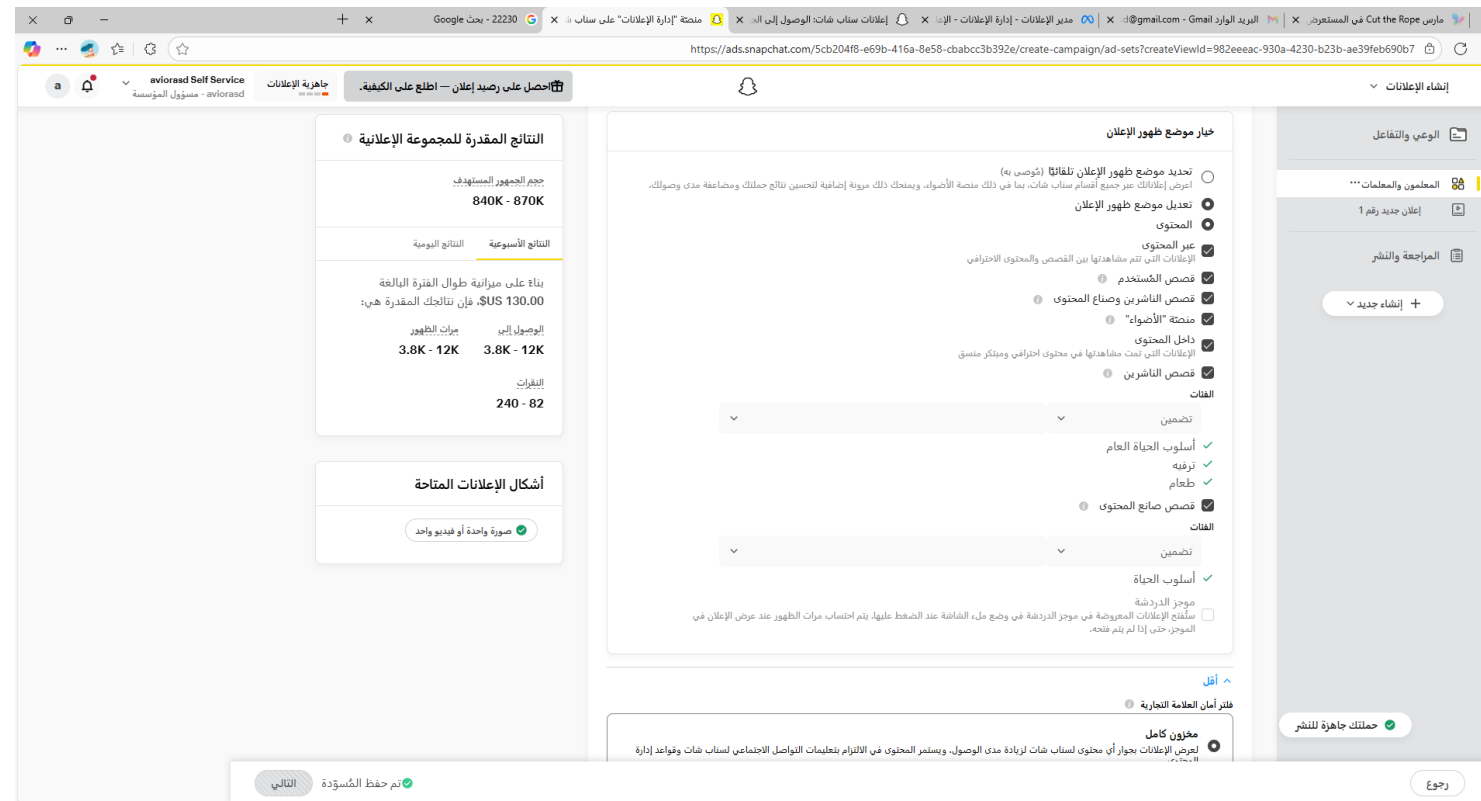 مارس Cut the Rope في المستعرض
البريد الوارد - Gmail
مدير الإعلانات - إدارة الإعلانات - الإ
إعلانات سناب شات: الوصول إلى ال
منصة "إدارة الإعلانات" على سناب ش
22230 - بحث Google
https://ads.snapchat.com/5cb204f8-e69b-416a-8e58-cbabcc3b392e/create-campaign/ad-sets?createViewId=982eeeac-930a-4230-b23b-ae39feb690b7
إنشاء الإعلانات
احصل على رصيد إعلان — اطلع على الكيفية.
جاهزية الإعلانات
aviorasd Self Service
aviorasd - مسؤول المؤسسة
a
الوعي والتفاعل
المعلمون والمعلمات ...
إعلان جديد رقم 1
المراجعة والنشر
+ إنشاء جديد
حملتك جاهزة للنشر
خيار موضع ظهور الإعلان
تحديد موضع ظهور الإعلان تلقائيًا (مُوصى به)
اعرض إعلاناتك عبر جميع أقسام سناب شات، بما في ذلك منصة الأضواء، ويمنحك ذلك مرونة إضافية لتحسين نتائج حملتك ومضاعفة مدى وصولك.
تعديل موضع ظهور الإعلان
المحتوى
عبر المحتوى
الإعلانات التي تتم مشاهدتها بين القصص والمحتوى الاحترافي
قصص المُستخدم
قصص الناشرين وصناع المحتوى
منصّة "الأضواء"
داخل المحتوى
الإعلانات التي تمت مشاهدتها في محتوى احترافي ومبتكر منسق
قصص الناشرين
الفئات
تضمين
أسلوب الحياة العام
ترفيه
طعام
قصص صانع المحتوى
الفئات
تضمين
أسلوب الحياة
موجز الدردشة
ستُفتح الإعلانات المعروضة في موجز الدردشة في وضع ملء الشاشة عند الضغط عليها. يتم احتساب مرات الظهور عند عرض الإعلان في
الموجز، حتى إذا لم يتم فتحه.
أقل
فلتر أمان العلامة التجارية
مخزون كامل
لعرض الإعلانات بجوار أي محتوى لسناب شات لزيادة مدى الوصول. ويستمر المحتوى في الالتزام بتعليمات التواصل الاجتماعي لسناب شات وقواعد إدارة
المحتوى
النتائج المقدرة للمجموعة الإعلانية
حجم الجمهور المستهدف
840K - 870K
النتائج الأسبوعية
النتائج اليومية
بناءً على ميزانية طوال الفترة البالغة
$US 130.00، فإن نتائجك المقدرة هي:
الوصول إلى
مرات الظهور
3.8K - 12K
3.8K - 12K
النقرات
82 - 240
أشكال الإعلانات المتاحة
صورة واحدة أو فيديو واحد
رجوع
تم حفظ المُسوّدة
التالي